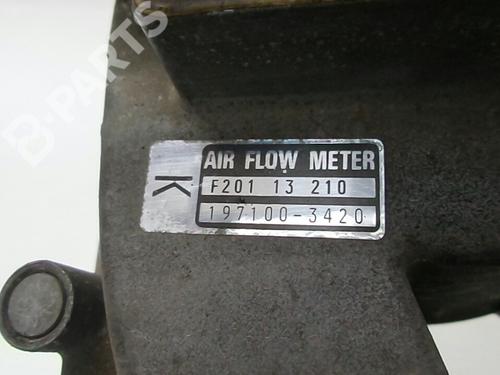 B-PARTS
AIR FLOW METER
K
F201 13 210
197100-3420